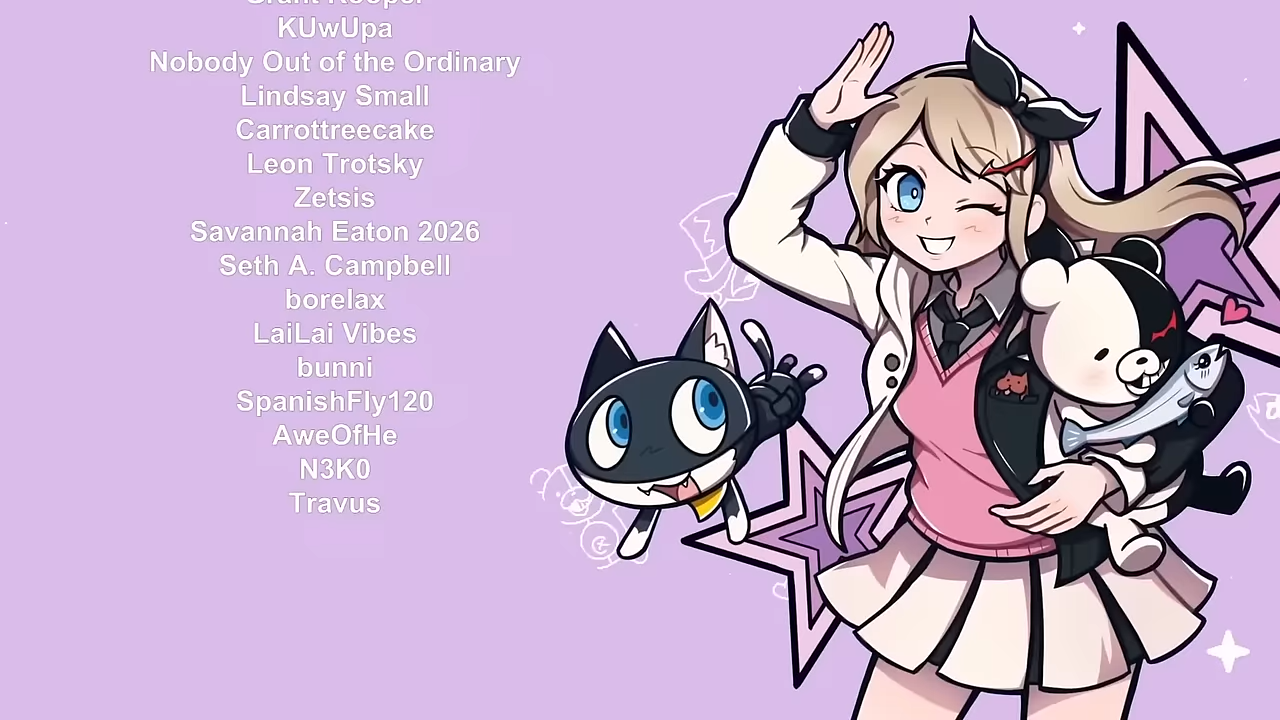 KUwUpa
Nobody Out of the Ordinary
Lindsay Small
Carrottreecake
Leon Trotsky
Zetsis
Savannah Eaton 2026
Seth A. Campbell
borelax
LaiLai Vibes
bunni
SpanishFly120
AweOfHe
N3K0
Travus